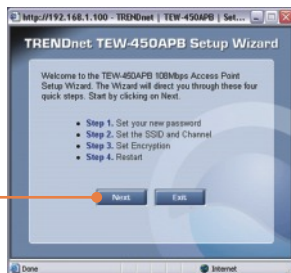 http://192.168.1.100 - TRENDnet | TEW-450APB | Set...
TRENDnet TEW-450APB Setup Wizard
Welcome to the TEW-450APB 108Mbps Access Point
Setup Wizard. The Wizard will direct you through these four
quick steps. Start by clicking on Next.
Step 1. Set your new password
Step 2. Set the SSID and Channel
Step 3. Set Encryption
Step 4. Restart
Next
Exit
Done
Internet